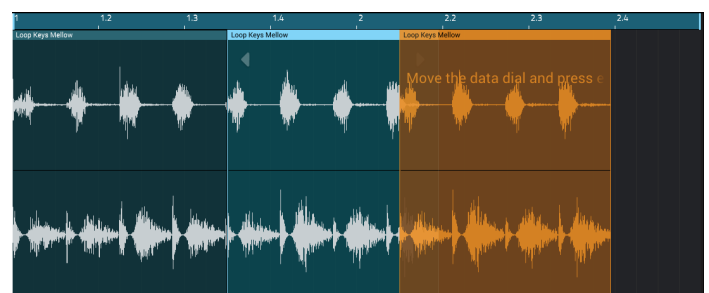 1 1.2 1.3 1.4 2 2.2 2.3 2.4
Loop Keys Mellow Loop Keys Mellow Loop Keys Mellow
Move the data dial and press e